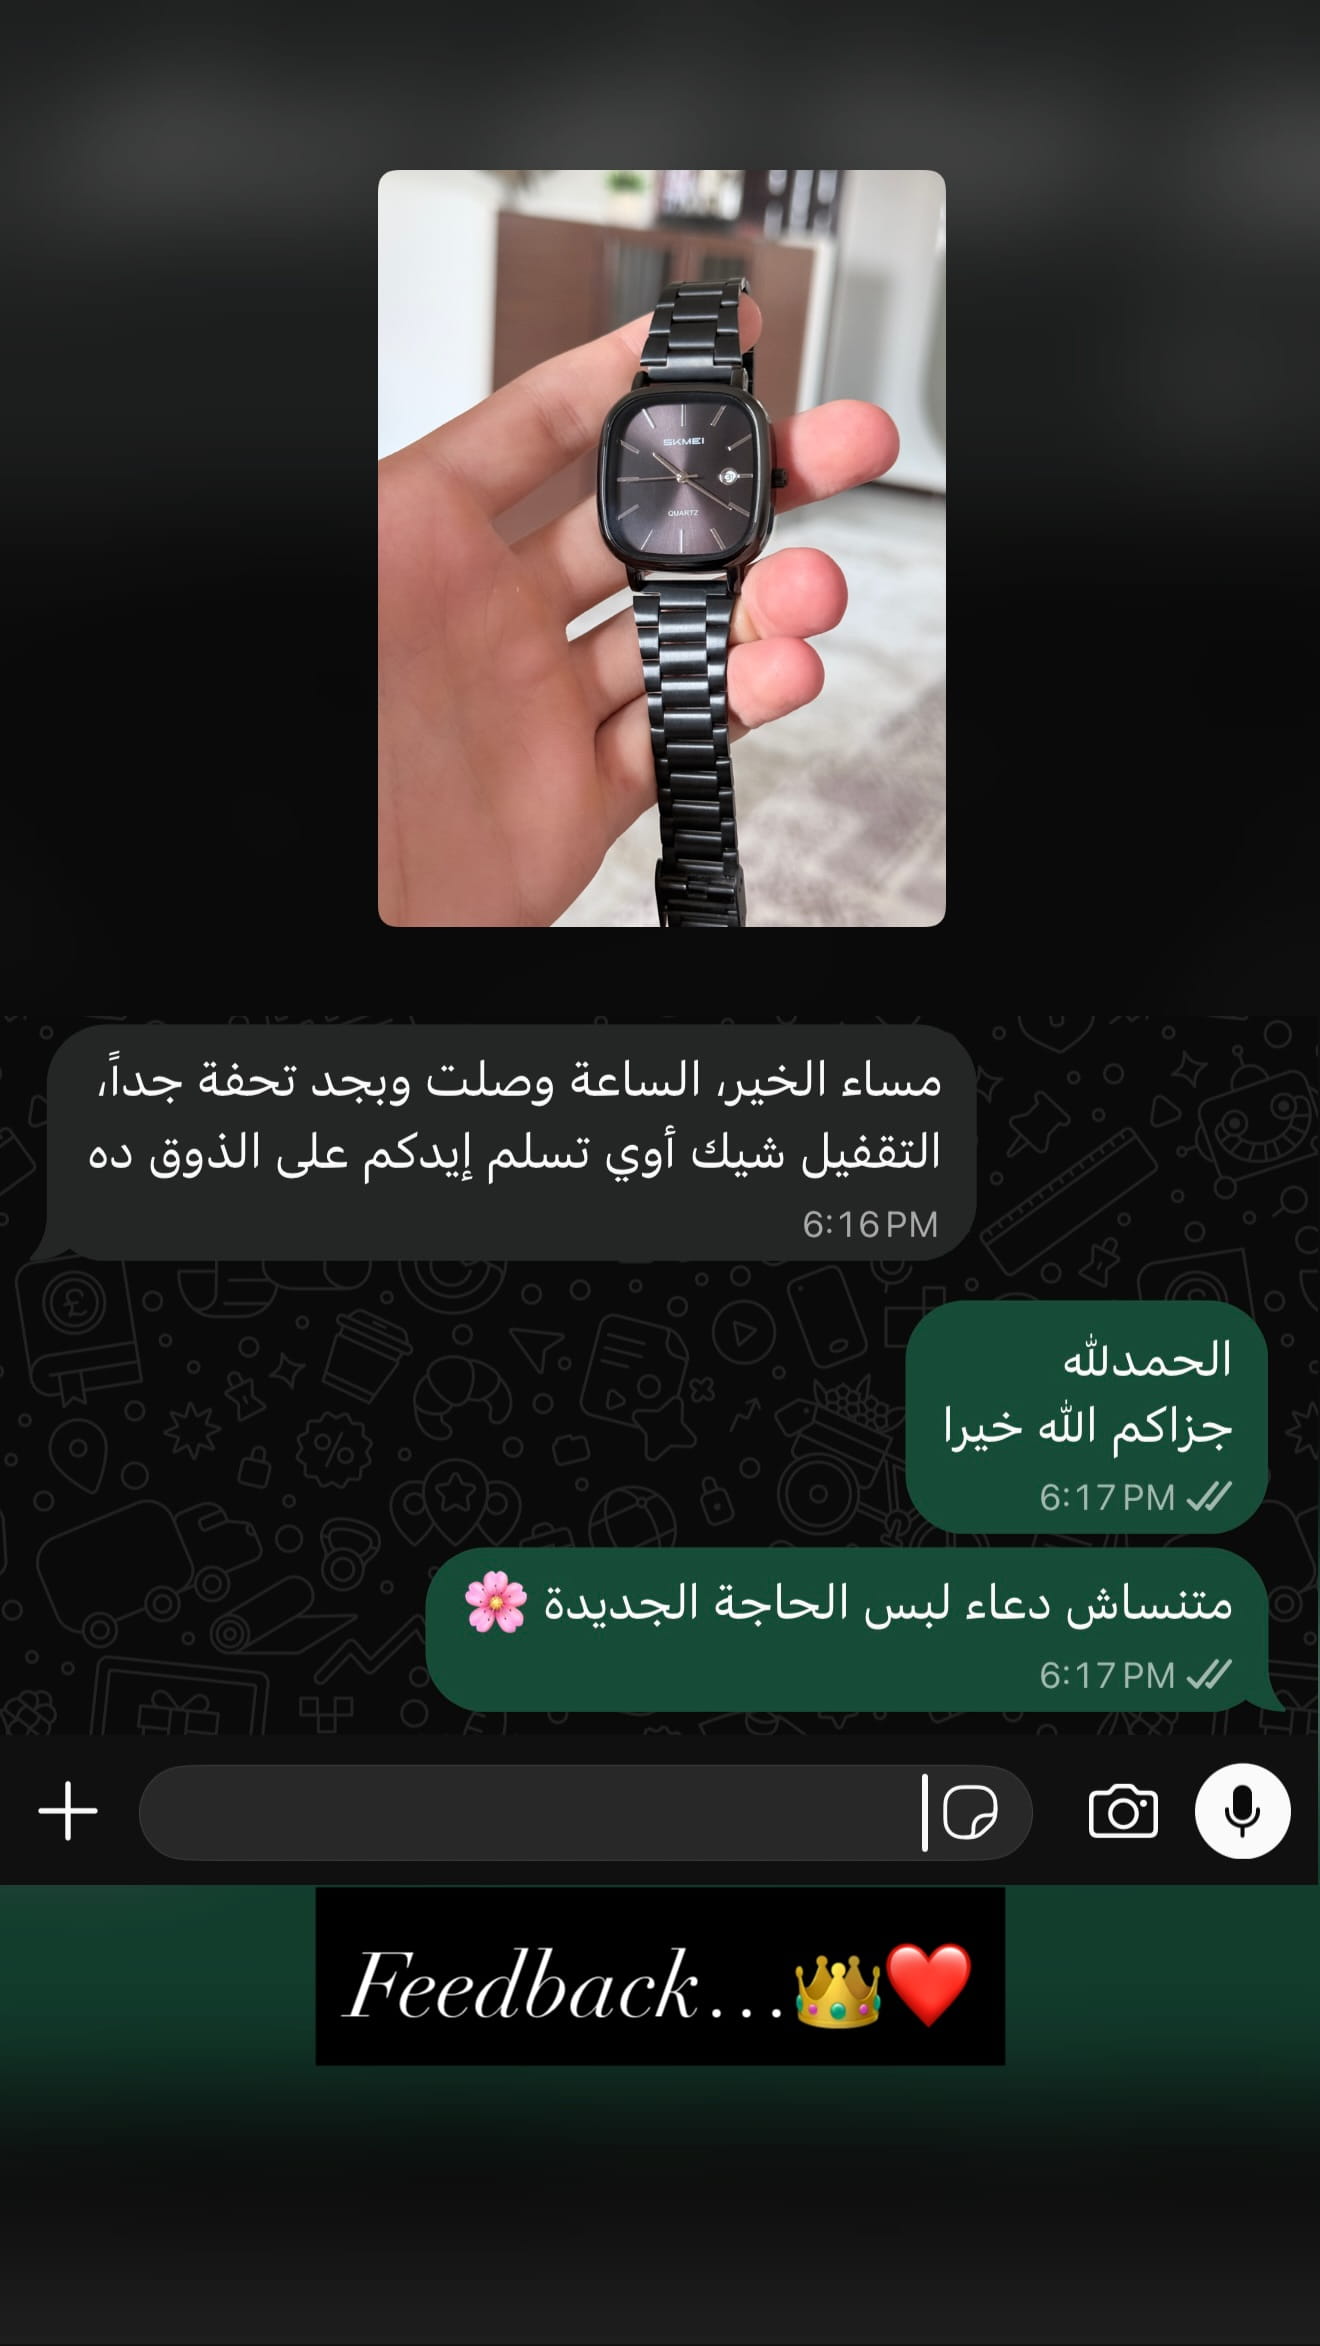 SKMEI
QUARTZ
مساء الخير، الساعة وصلت وبجد تحفة جداً،
التقفيل شيك أوي تسلم إيدكم على الذوق ده
6:16 PM
الحمدلله
جزاكم الله خيرا
6:17 PM
متنساش دعاء لبس الحاجة الجديدة 🌸
6:17 PM
Feedback...👑❤️